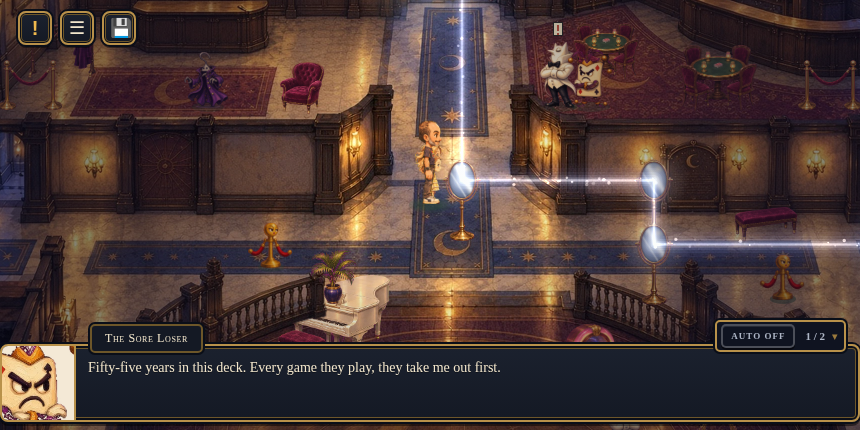 !
The Sore Loser
AUTO OFF
1 / 2
Fifty-five years in this deck. Every game they play, they take me out first.